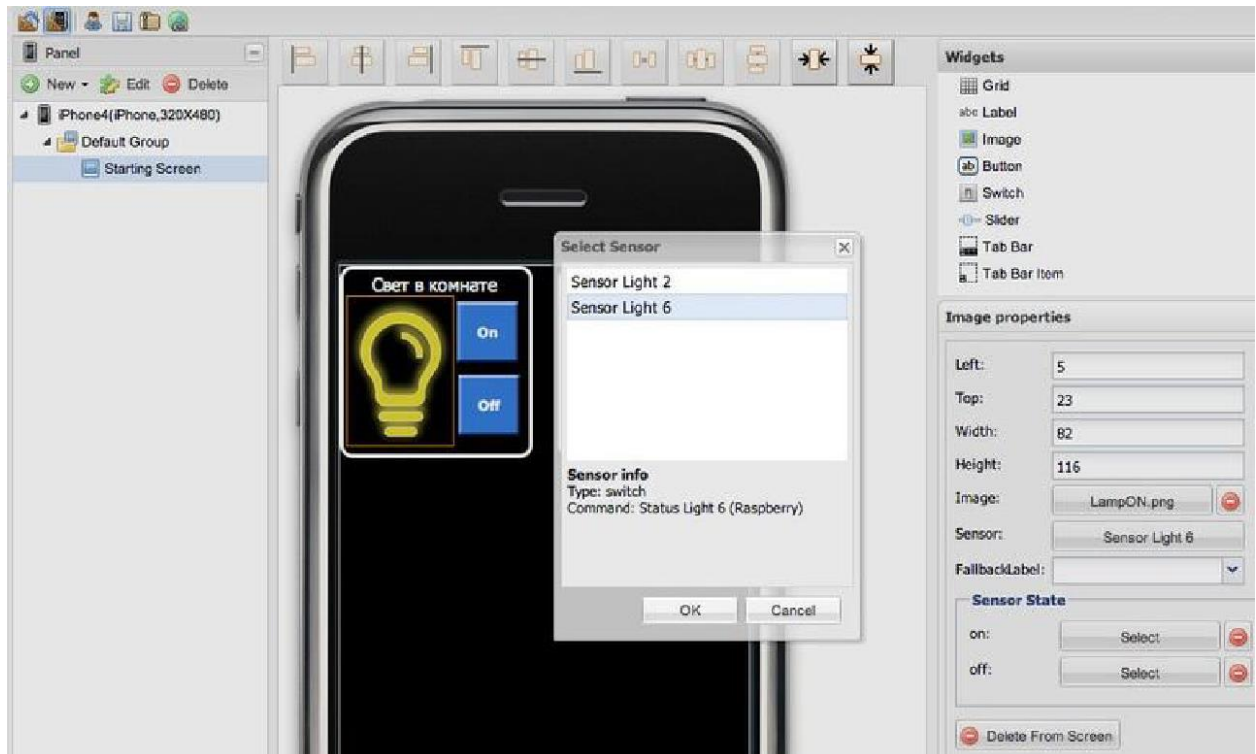 Panel
New Edit Delete
iPhone4(iPhone,320X480)
Default Group
Starting Screen
Свет в комнате
On
Off
Select Sensor
Sensor Light 2
Sensor Light 6
Sensor info
Type: switch
Command: Status Light 6 (Raspberry)
OK Cancel
Widgets
Grid
abc Label
Image
ab Button
Switch
Slider
Tab Bar
Tab Bar Item
Image properties
Left: 5
Top: 23
Width: 82
Height: 116
Image: LampON.png
Sensor: Sensor Light 6
FallbackLabel:
Sensor State
on: Select
off: Select
Delete From Screen